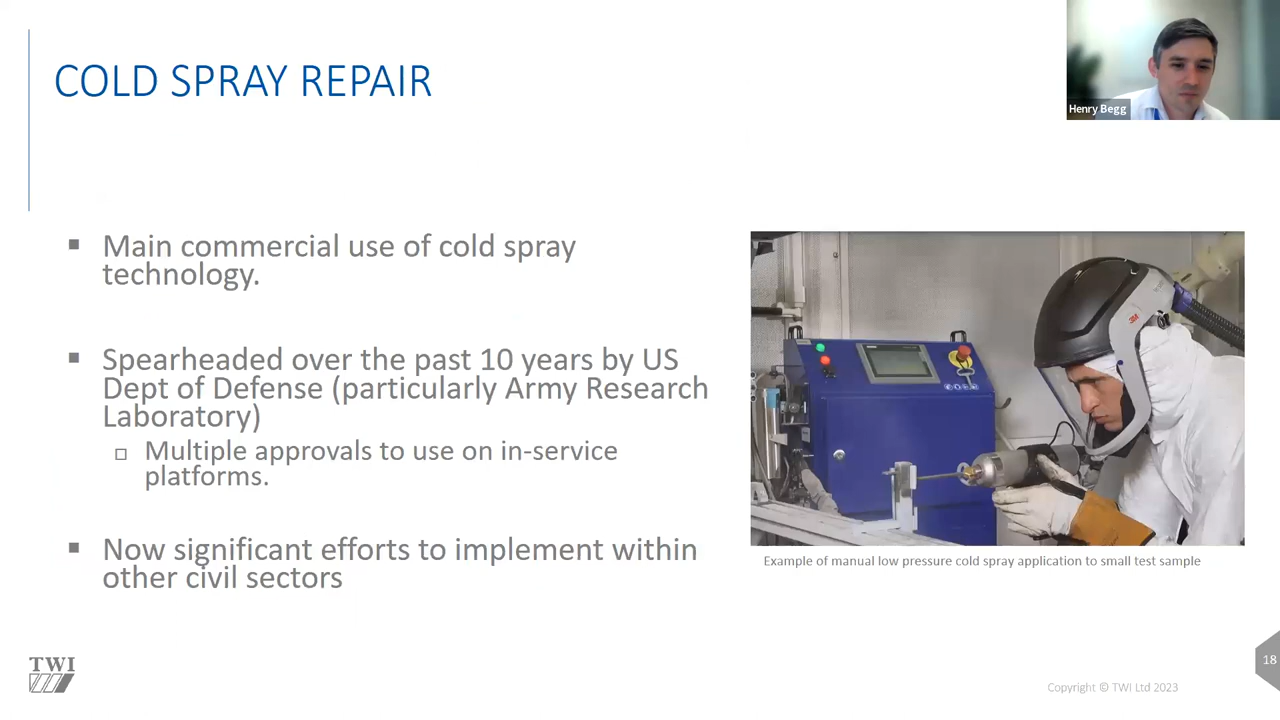 COLD SPRAY REPAIR
Henry Begg
Main commercial use of cold spray
technology.
Spearheaded over the past 10 years by US
Dept of Defense (particularly Army Research
Laboratory)
Multiple approvals to use on in-service
platforms.
Now significant efforts to implement within
other civil sectors
3M
Example of manual low pressure cold spray application to small test sample
TWI
Copyright © TWI Ltd 2023
18